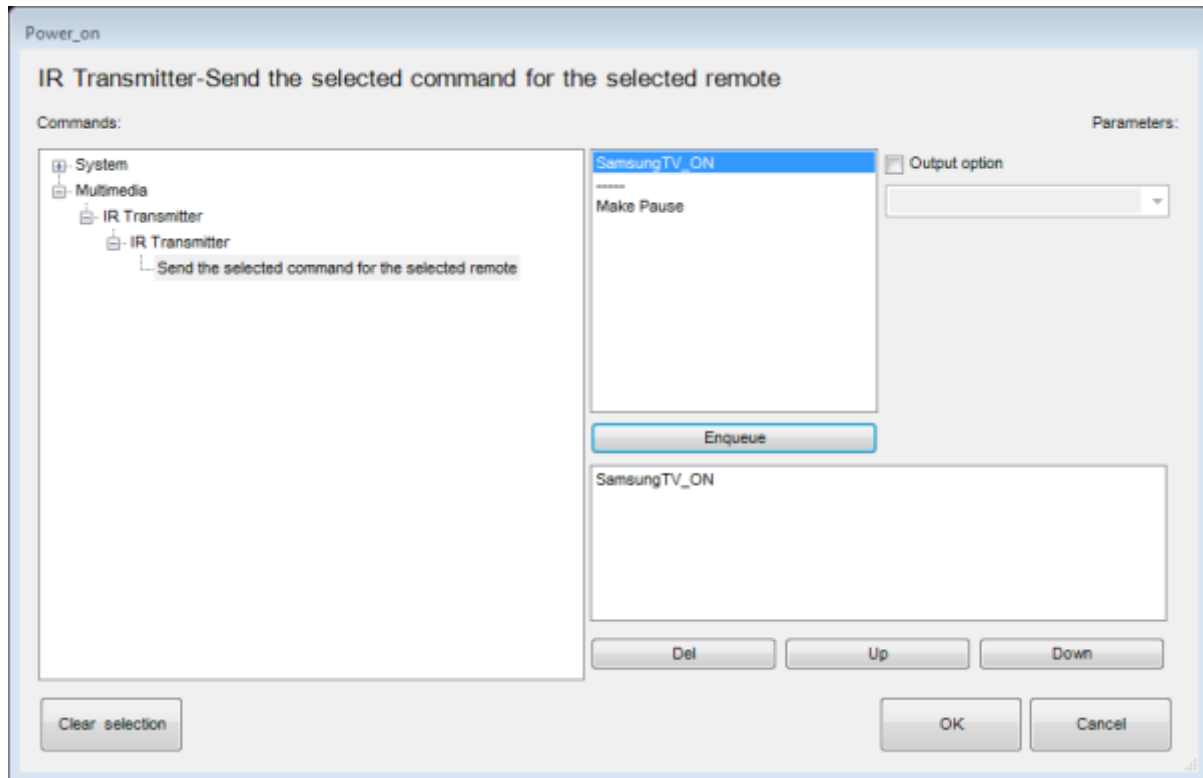 Power_on
IR Transmitter-Send the selected command for the selected remote
Commands:
Parameters:
System
Multimedia
IR Transmitter
IR Transmitter
Send the selected command for the selected remote
SamsungTV_ON
-----
Make Pause
Output option
Enqueue
SamsungTV_ON
Del
Up
Down
Clear selection
OK
Cancel